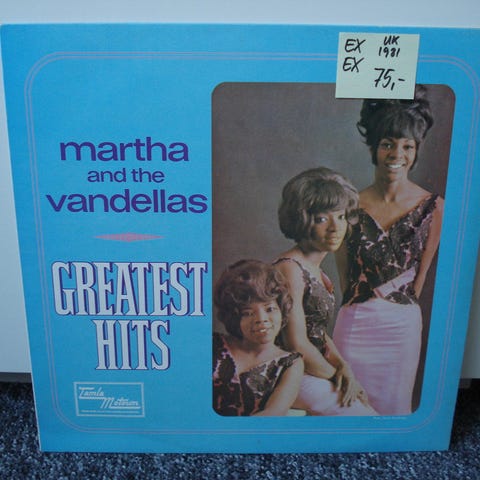 EX UK
1981
EX 75,-
martha
and the
vandellas
GREATEST
HITS
Tamla
Motown